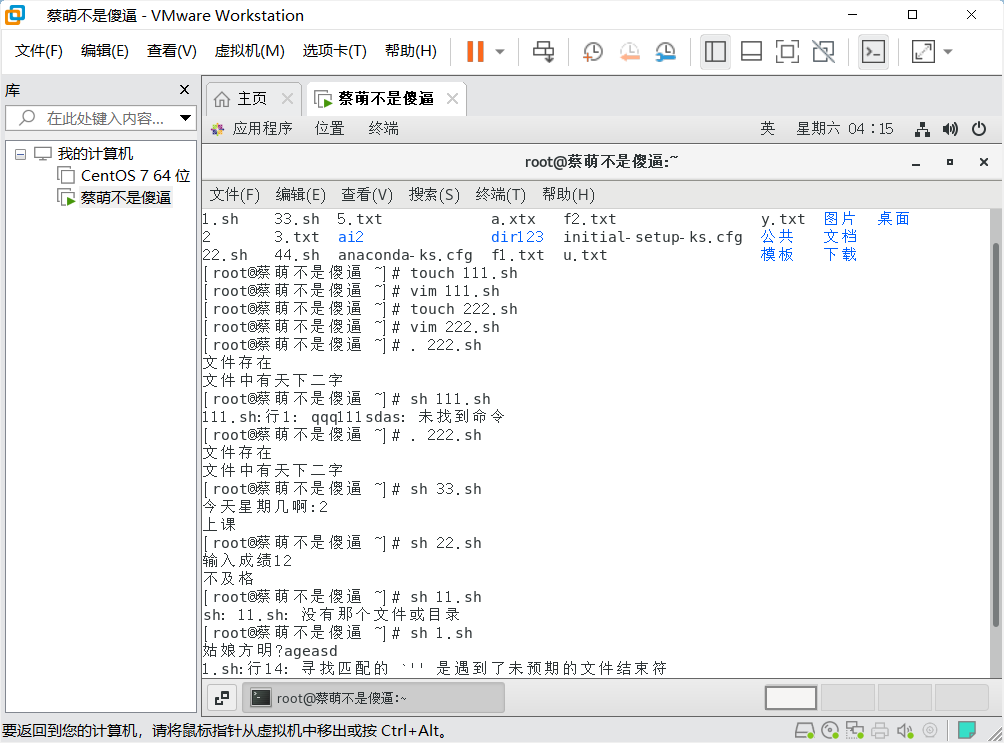 蔡萌不是傻逼 - VMware Workstation
文件(F) 编辑(E) 查看(V) 虚拟机(M) 选项卡(T) 帮助(H)
库
在此处键入内容...
我的计算机
CentOS 7 64 位
蔡萌不是傻逼
主页 蔡萌不是傻逼
应用程序 位置 终端 英 星期六 04:15
root@蔡萌不是傻逼:~
文件(F) 编辑(E) 查看(V) 搜索(S) 终端(T) 帮助(H)
1.sh 33.sh 5.txt a.xtx f2.txt y.txt 图片 桌面
2 3.txt ai2 dir123 initial-setup-ks.cfg 公共 文档
22.sh 44.sh anaconda-ks.cfg f1.txt u.txt 模板 下载
[root@蔡萌不是傻逼 ~]# touch 111.sh
[root@蔡萌不是傻逼 ~]# vim 111.sh
[root@蔡萌不是傻逼 ~]# touch 222.sh
[root@蔡萌不是傻逼 ~]# vim 222.sh
[root@蔡萌不是傻逼 ~]# . 222.sh
文件存在
文件中有天下二字
[root@蔡萌不是傻逼 ~]# sh 111.sh
111.sh:行1: qqq111sdas: 未找到命令
[root@蔡萌不是傻逼 ~]# . 222.sh
文件存在
文件中有天下二字
[root@蔡萌不是傻逼 ~]# sh 33.sh
今天星期几啊:2
上课
[root@蔡萌不是傻逼 ~]# sh 22.sh
输入成绩12
不及格
[root@蔡萌不是傻逼 ~]# sh 11.sh
sh: 11.sh: 没有那个文件或目录
[root@蔡萌不是傻逼 ~]# sh 1.sh
姑娘方明?ageasd
1.sh:行14: 寻找匹配的 `'' 是遇到了未预期的文件结束符
root@蔡萌不是傻逼:~
要返回到您的计算机，请将鼠标指针从虚拟机中移出或按 Ctrl+Alt。